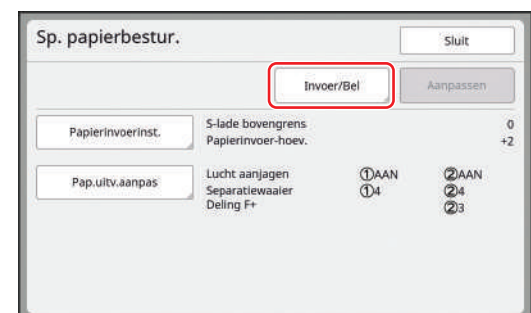 Sp. papierbestur.
Sluit
Invoer/Bel
Aanpassen
Papierinvoerinst.
S-lade bovengrens 0
Papierinvoer-hoev. +2
Pap.uitv.aanpas
Lucht aanjagen ①AAN ②AAN
Separatiewaaier ①4 ②4
Deling F+ ②3